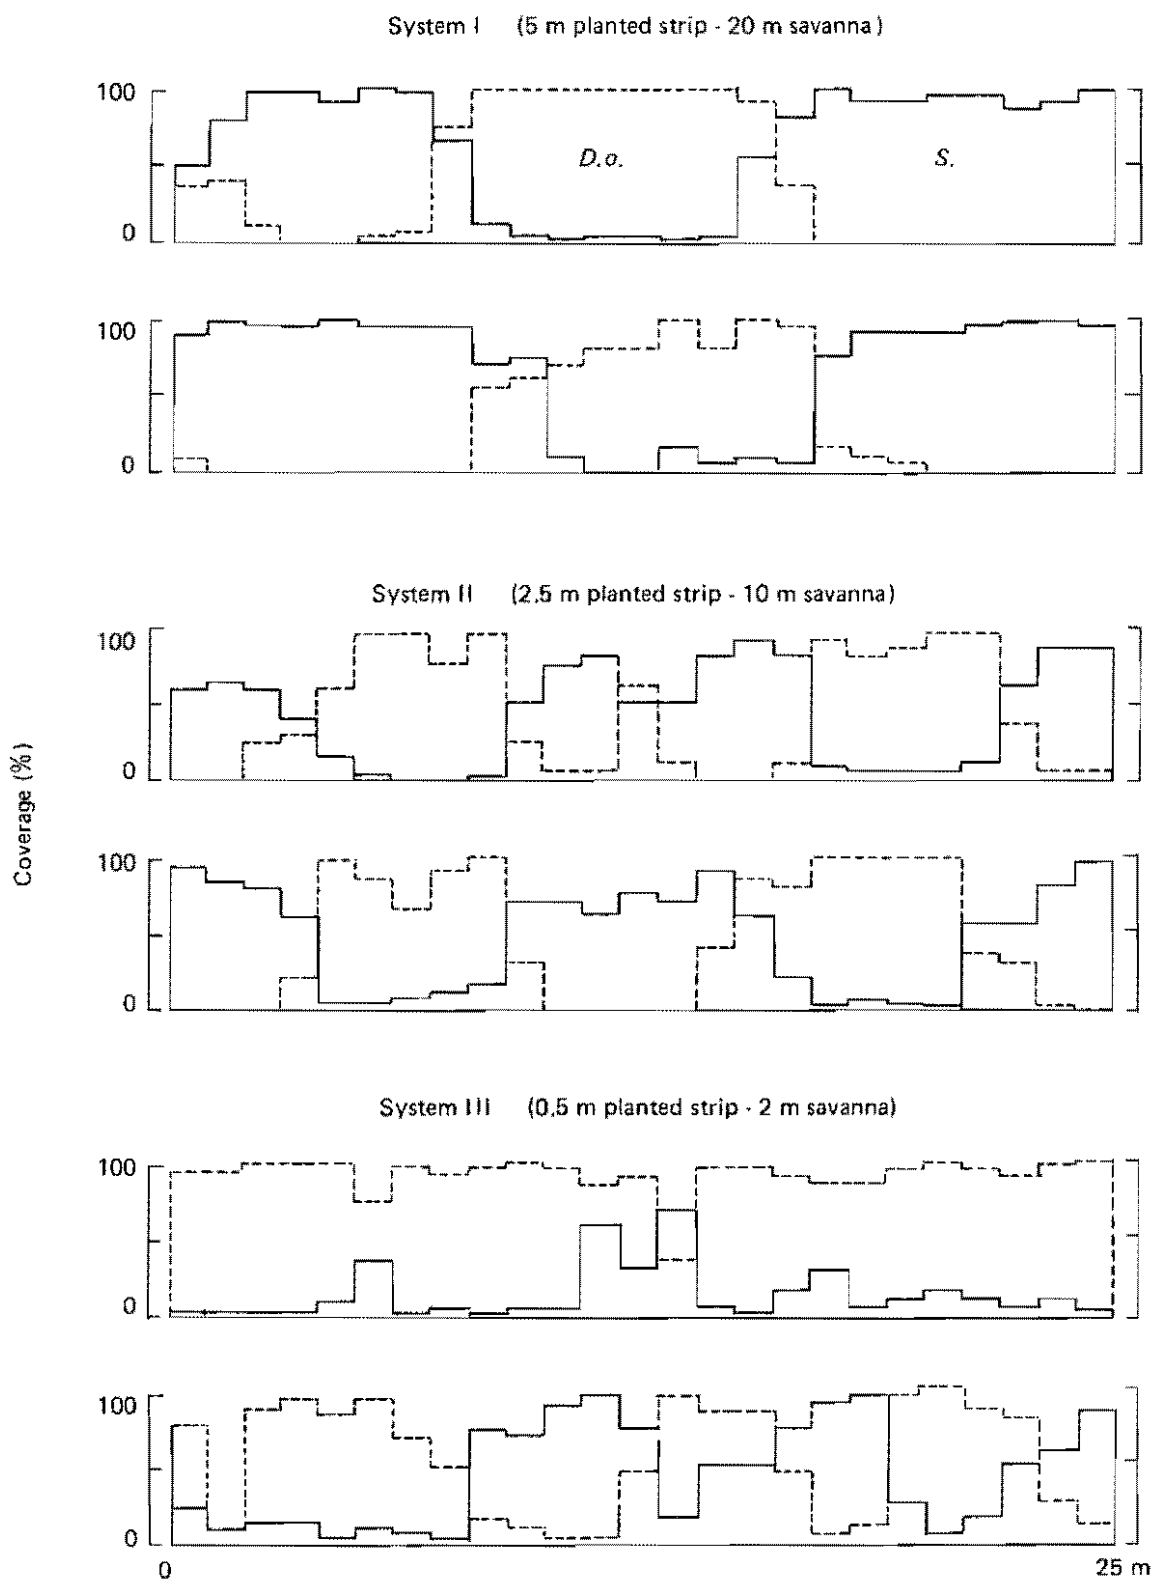 System I (5 m planted strip - 20 m savanna)
100
D.o.
S.
0
100
0
System II (2,5 m planted strip - 10 m savanna)
100
0
Coverage (%)
100
0
System III (0,5 m planted strip - 2 m savanna)
100
0
100
0
0 25 m